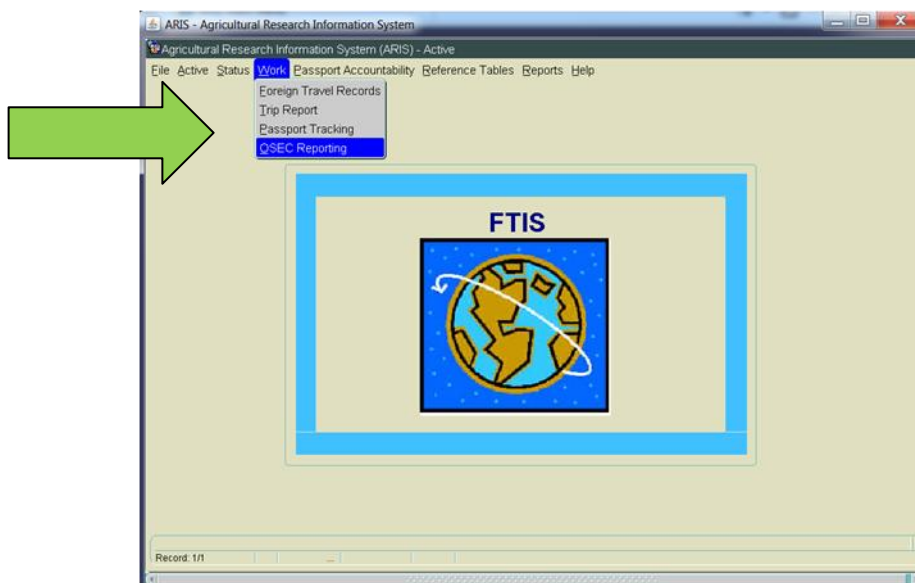 ARIS - Agricultural Research Information System
Agricultural Research Information System (ARIS) - Active
File Active Status Work Passport Accountability Reference Tables Reports Help
Foreign Travel Records
Trip Report
Passport Tracking
OSEC Reporting
FTIS
Record: 1/1
...